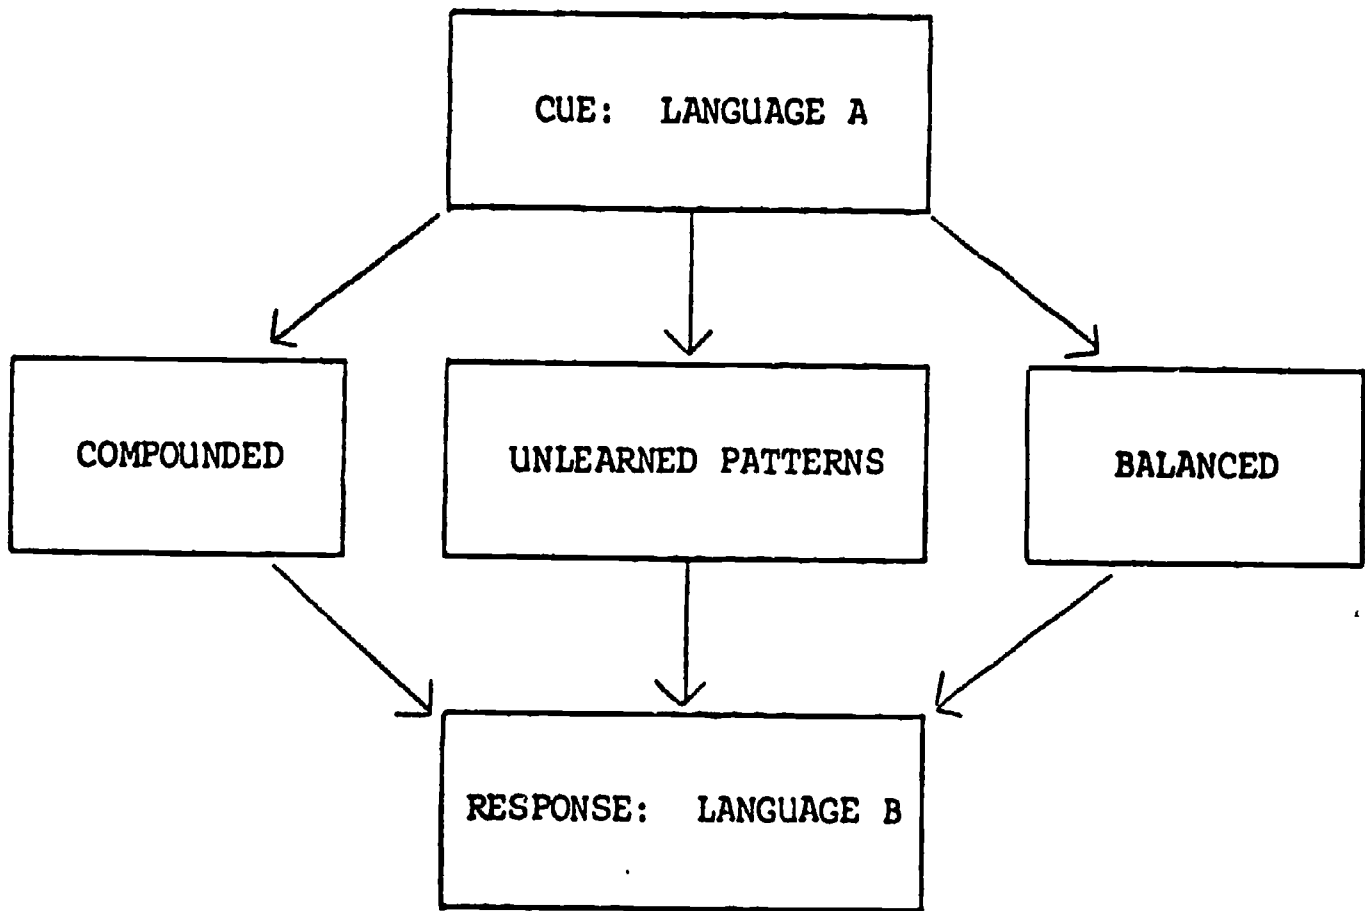 CUE: LANGUAGE A
COMPOUNDED
UNLEARNED PATTERNS
BALANCED
RESPONSE: LANGUAGE B